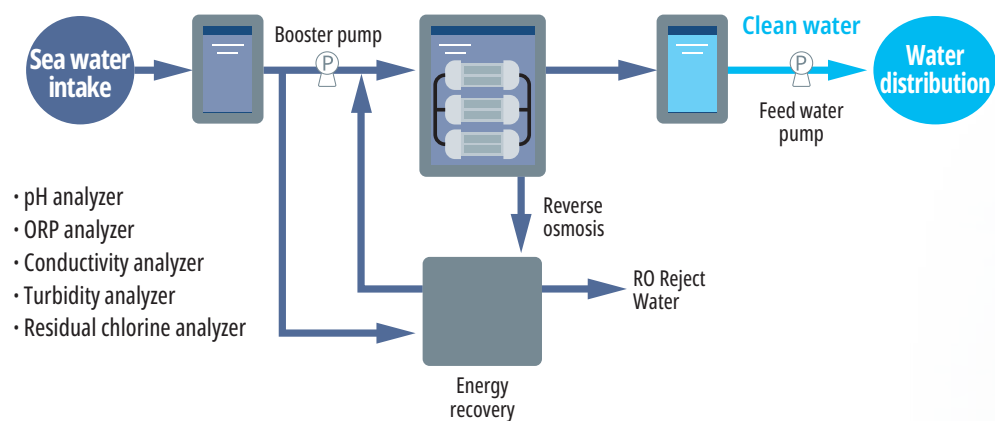 Sea water
intake
Booster pump
P
Clean water
P
Feed water
pump
Water
distribution
· pH analyzer
· ORP analyzer
· Conductivity analyzer
· Turbidity analyzer
· Residual chlorine analyzer
Reverse
osmosis
RO Reject
Water
Energy
recovery